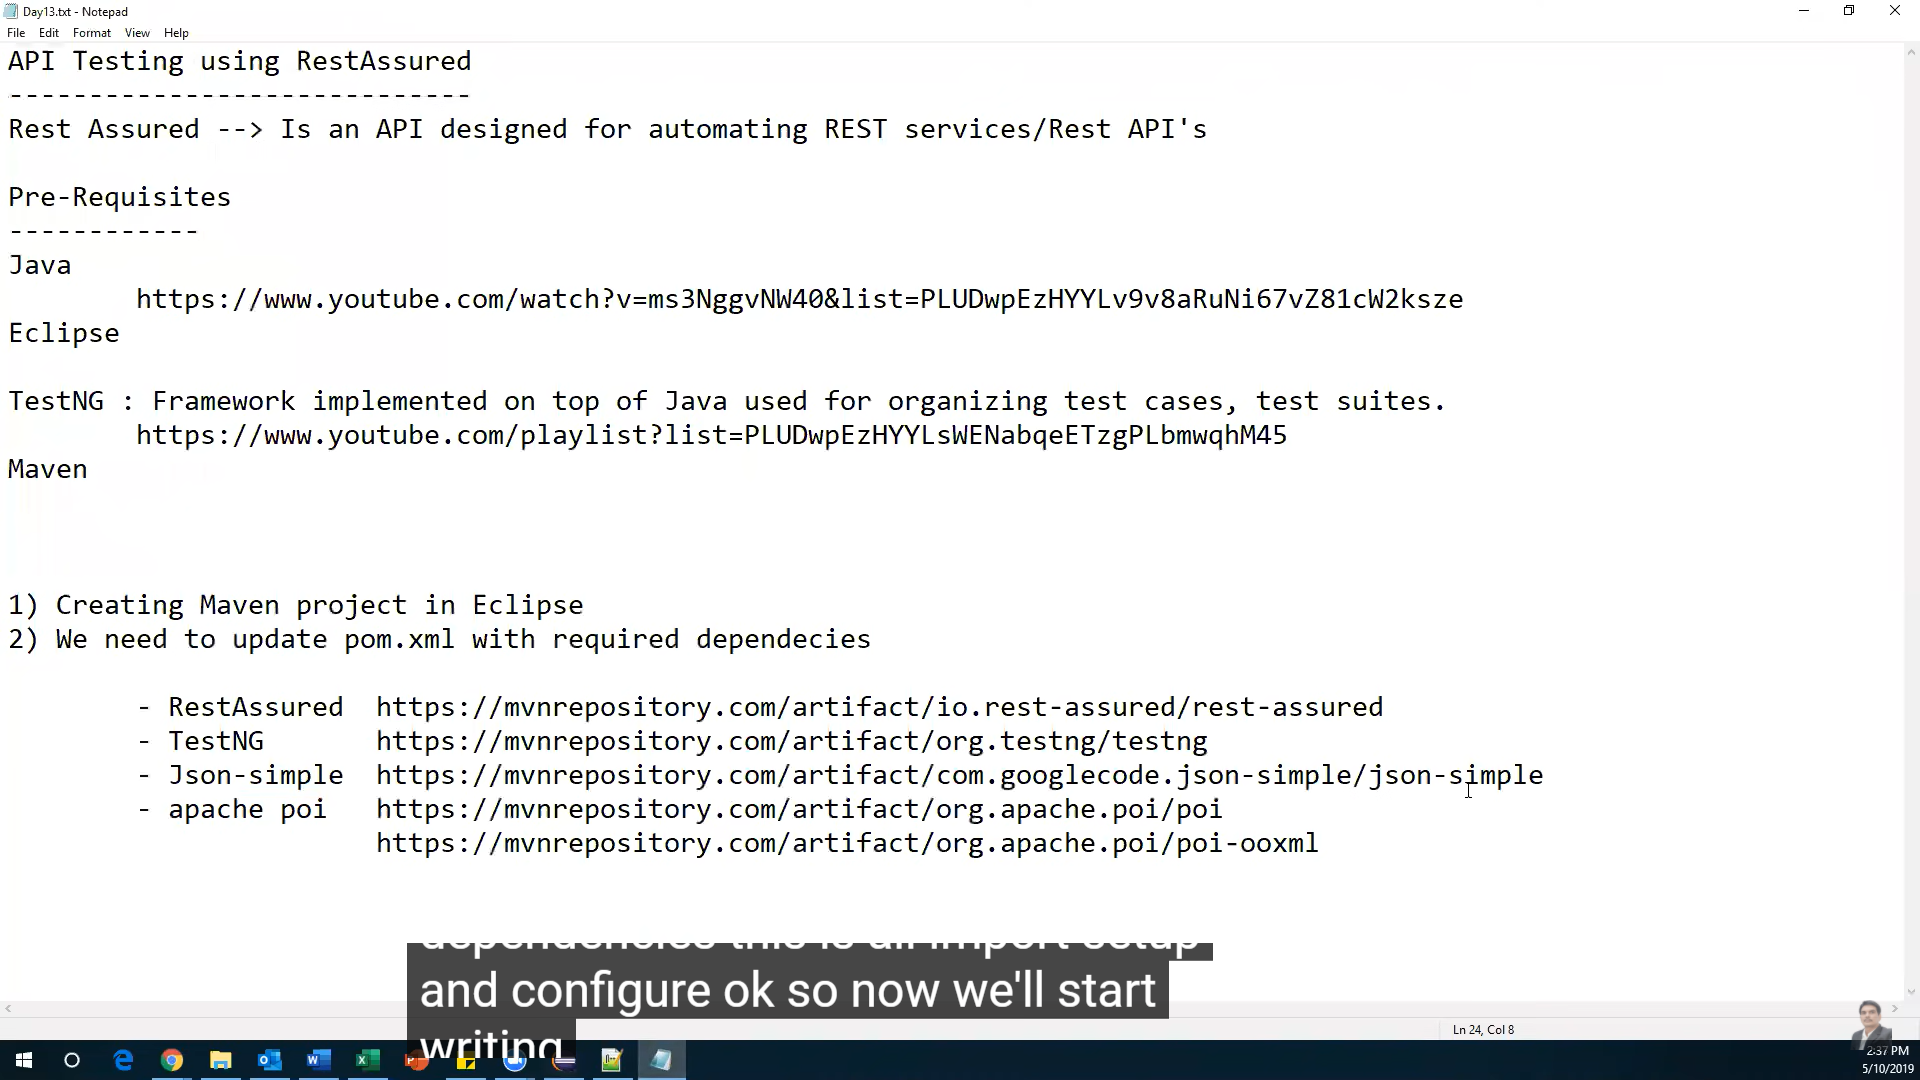 Day13.txt - Notepad
File Edit Format View Help
API Testing using RestAssured
-----------------------------
Rest Assured --> Is an API designed for automating REST services/Rest API's
Pre-Requisites
------------
Java
https://www.youtube.com/watch?v=ms3NggvNW40&list=PLUDwpEzHYYLv9v8aRuNi67vZ81cW2ksze
Eclipse
TestNG : Framework implemented on top of Java used for organizing test cases, test suites.
https://www.youtube.com/playlist?list=PLUDwpEzHYYLsWENabqeETzgPLbmwqhM45
Maven
1) Creating Maven project in Eclipse
2) We need to update pom.xml with required dependecies
- RestAssured https://mvnrepository.com/artifact/io.rest-assured/rest-assured
- TestNG https://mvnrepository.com/artifact/org.testng/testng
- Json-simple https://mvnrepository.com/artifact/com.googlecode.json-simple/json-simple
- apache poi https://mvnrepository.com/artifact/org.apache.poi/poi
https://mvnrepository.com/artifact/org.apache.poi/poi-ooxml
dependencies this is all import setup
and configure ok so now we'll start
writing
Ln 24, Col 8
2:37 PM
5/10/2019